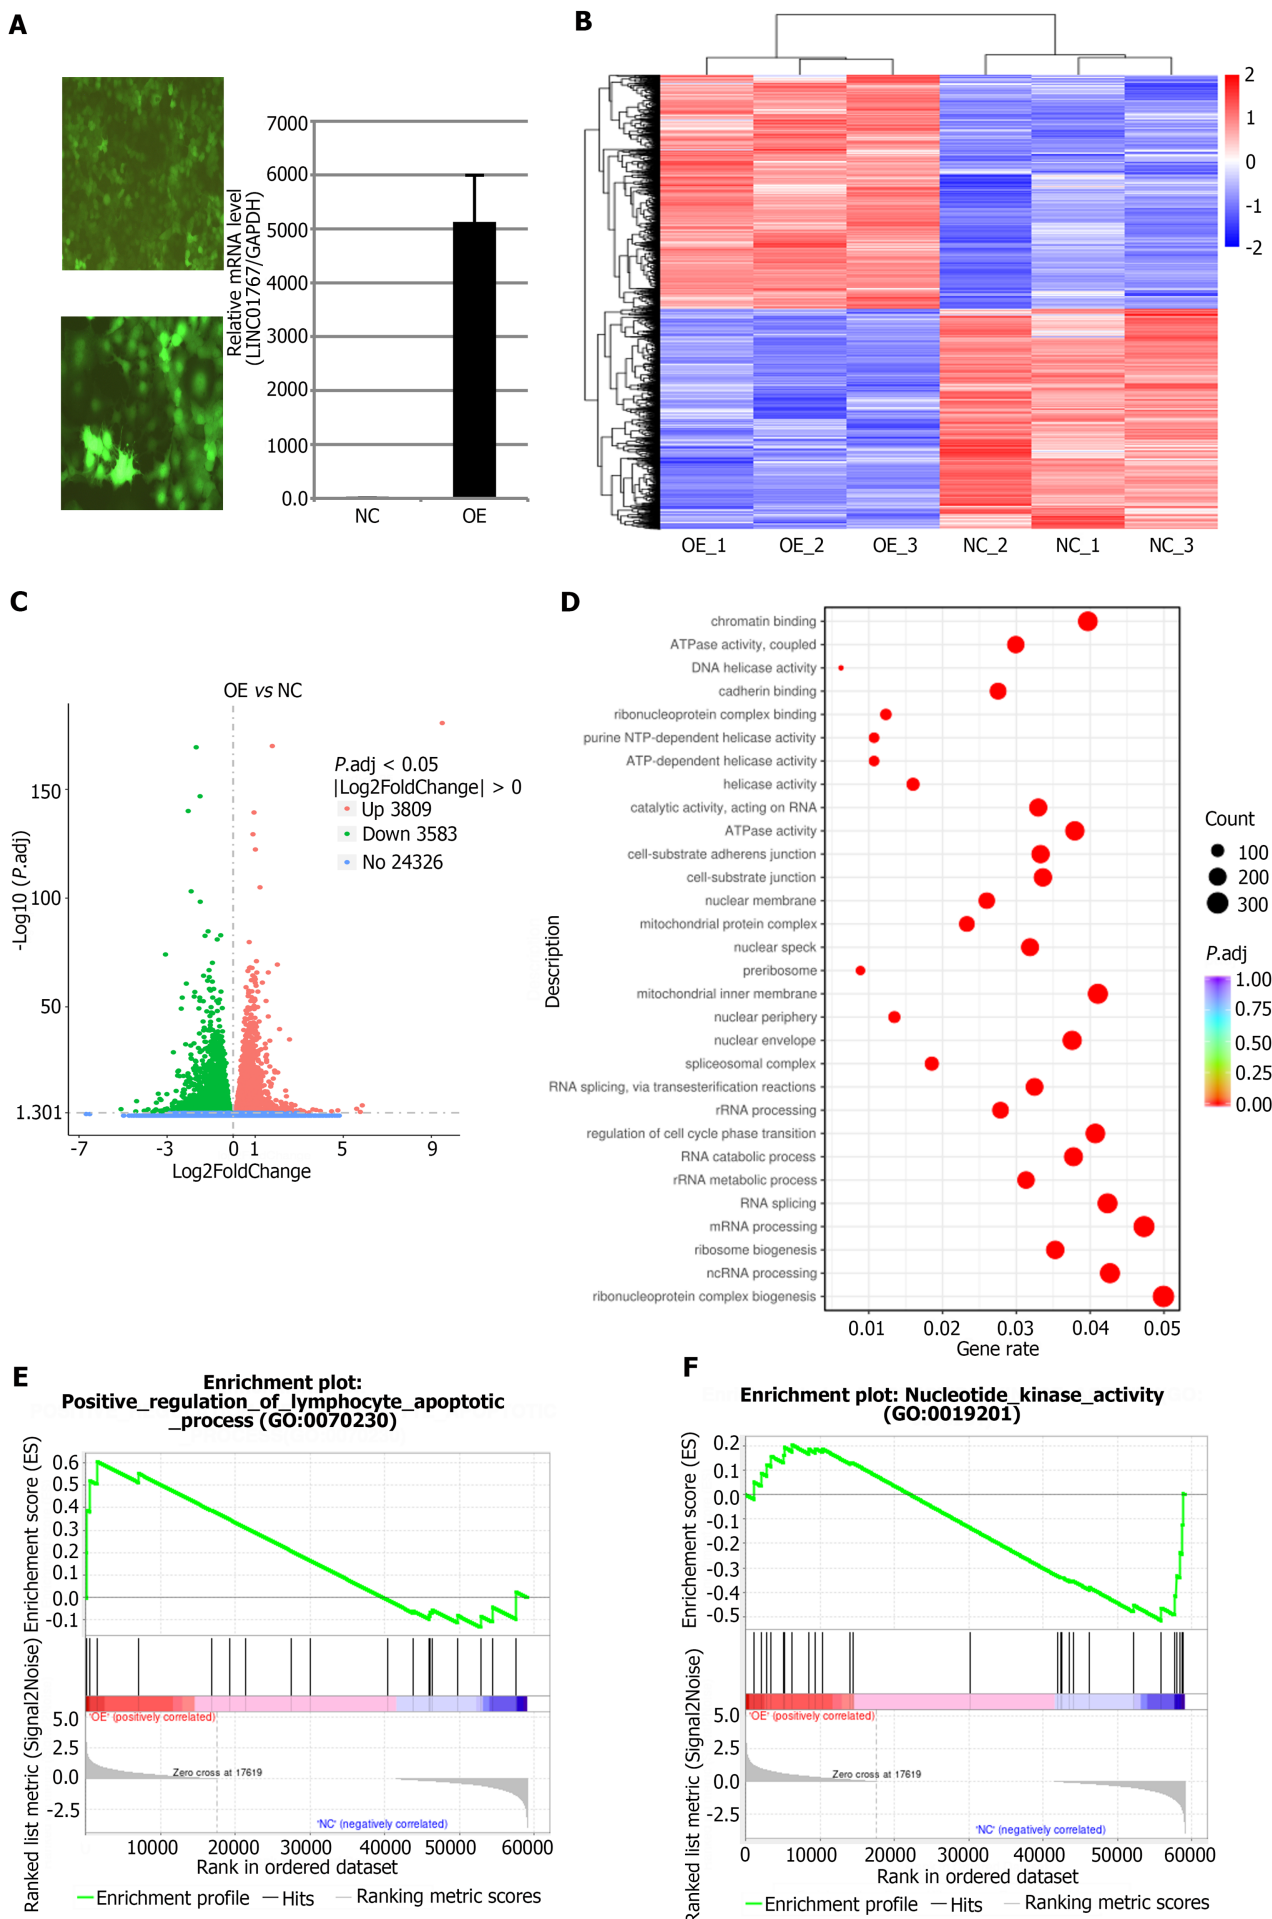 A
7000
6000
5000
4000
3000
2000
1000
0.0
Relative mRNA level
(LINC01767/GAPDH)
NC
OE
B
2
1
0
-1
-2
OE_1
OE_2
OE_3
NC_2
NC_1
NC_3
C
OE vs NC
P.adj < 0.05
|Log2FoldChange| > 0
Up 3809
Down 3583
No 24326
150
100
50
1.301
-Log10 (P.adj)
-7
-3
0
1
5
9
Log2FoldChange
D
chromatin binding
ATPase activity, coupled
DNA helicase activity
cadherin binding
ribonucleoprotein complex binding
purine NTP-dependent helicase activity
ATP-dependent helicase activity
helicase activity
catalytic activity, acting on RNA
ATPase activity
cell-substrate adherens junction
cell-substrate junction
nuclear membrane
mitochondrial protein complex
nuclear speck
preribosome
mitochondrial inner membrane
nuclear periphery
nuclear envelope
spliceosomal complex
RNA splicing, via transesterification reactions
rRNA processing
regulation of cell cycle phase transition
RNA catabolic process
rRNA metabolic process
RNA splicing
mRNA processing
ribosome biogenesis
ncRNA processing
ribonucleoprotein complex biogenesis
Description
0.01
0.02
0.03
0.04
0.05
Gene rate
Count
100
200
300
P.adj
1.00
0.75
0.50
0.25
0.00
E
Enrichment plot:
Positive_regulation_of_lymphocyte_apoptotic
_process (GO:0070230)
Enrichement score (ES)
0.6
0.5
0.4
0.3
0.2
0.1
0.0
-0.1
Ranked list metric (Signal2Noise)
5.0
2.5
0.0
-2.5
'OE' (positively correlated)
Zero cross at 17619
'NC' (negatively correlated)
0
10000
20000
30000
40000
50000
60000
Rank in ordered dataset
Enrichment profile
Hits
Ranking metric scores
F
Enrichment plot: Nucleotide_kinase_activity
(GO:0019201)
Enrichment score (ES)
0.2
0.1
0.0
-0.1
-0.2
-0.3
-0.4
-0.5
Ranked list metric (Signal2Noise)
5.0
2.5
0.0
-2.5
'OE' (positively correlated)
Zero cross at 17619
'NC' (negatively correlated)
0
10000
20000
30000
40000
50000
60000
Rank in ordered dataset
Enrichment profile
Hits
Ranking metric scores